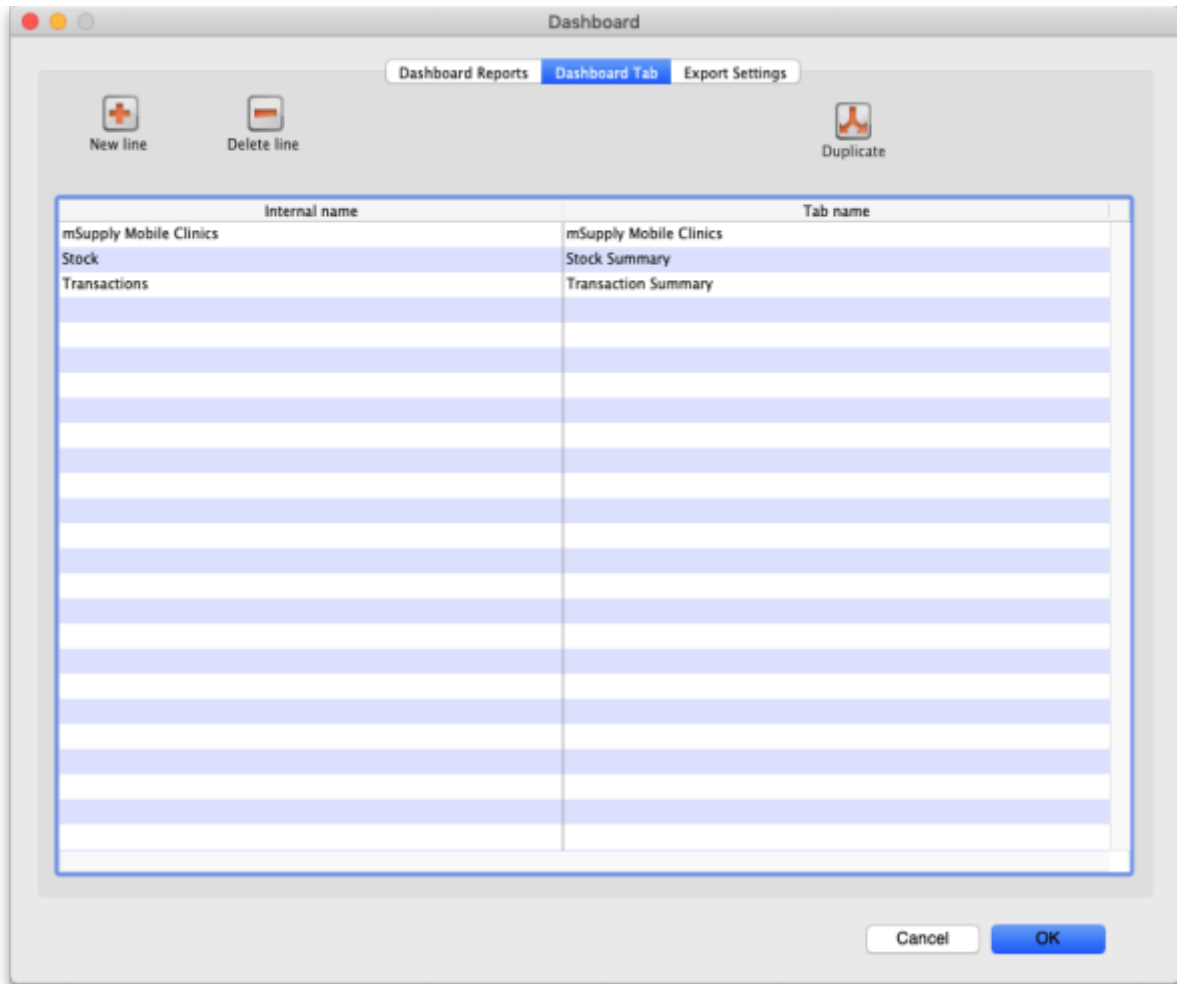 Dashboard
Dashboard Reports Dashboard Tab Export Settings
New line Delete line Duplicate
Internal name Tab name
mSupply Mobile Clinics mSupply Mobile Clinics
Stock Stock Summary
Transactions Transaction Summary
Cancel OK